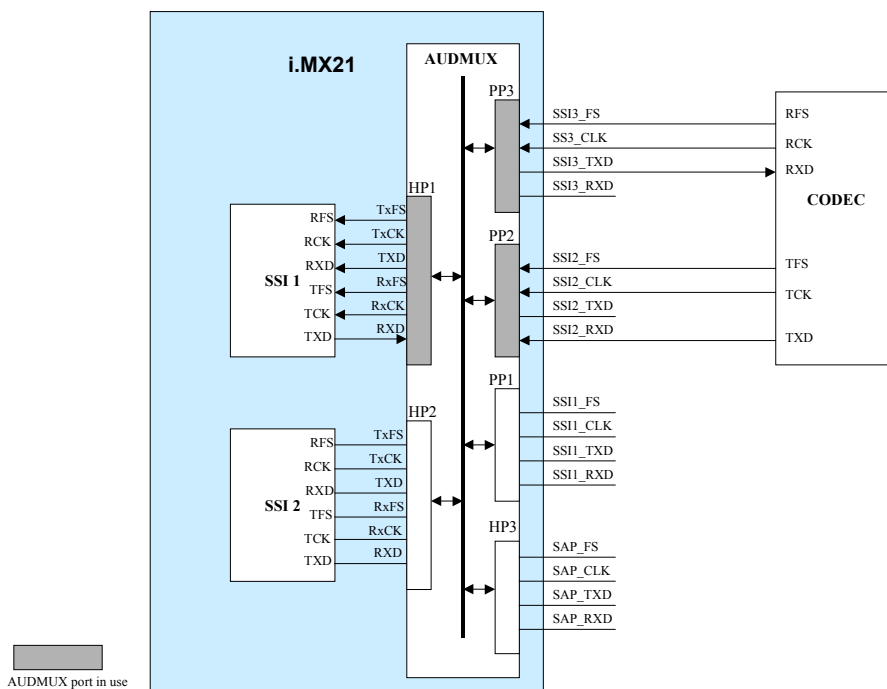 i.MX21
AUDMUX
PP3
SSI3_FS
SS3_CLK
SSI3_TXD
SSI3_RXD
RFS
RCK
RXD
CODEC
TFS
TCK
TXD
HP1
TxFS
TxCK
TXD
RxFS
RxCK
RXD
RFS
RCK
RXD
SSI 1
TFS
TCK
TXD
PP2
SSI2_FS
SSI2_CLK
SSI2_TXD
SSI2_RXD
PP1
SSI1_FS
SSI1_CLK
SSI1_TXD
SSI1_RXD
HP2
TxFS
TxCK
TXD
RxFS
RxCK
RXD
RFS
RCK
RXD
SSI 2
TFS
TCK
TXD
HP3
SAP_FS
SAP_CLK
SAP_TXD
SAP_RXD
AUDMUX port in use